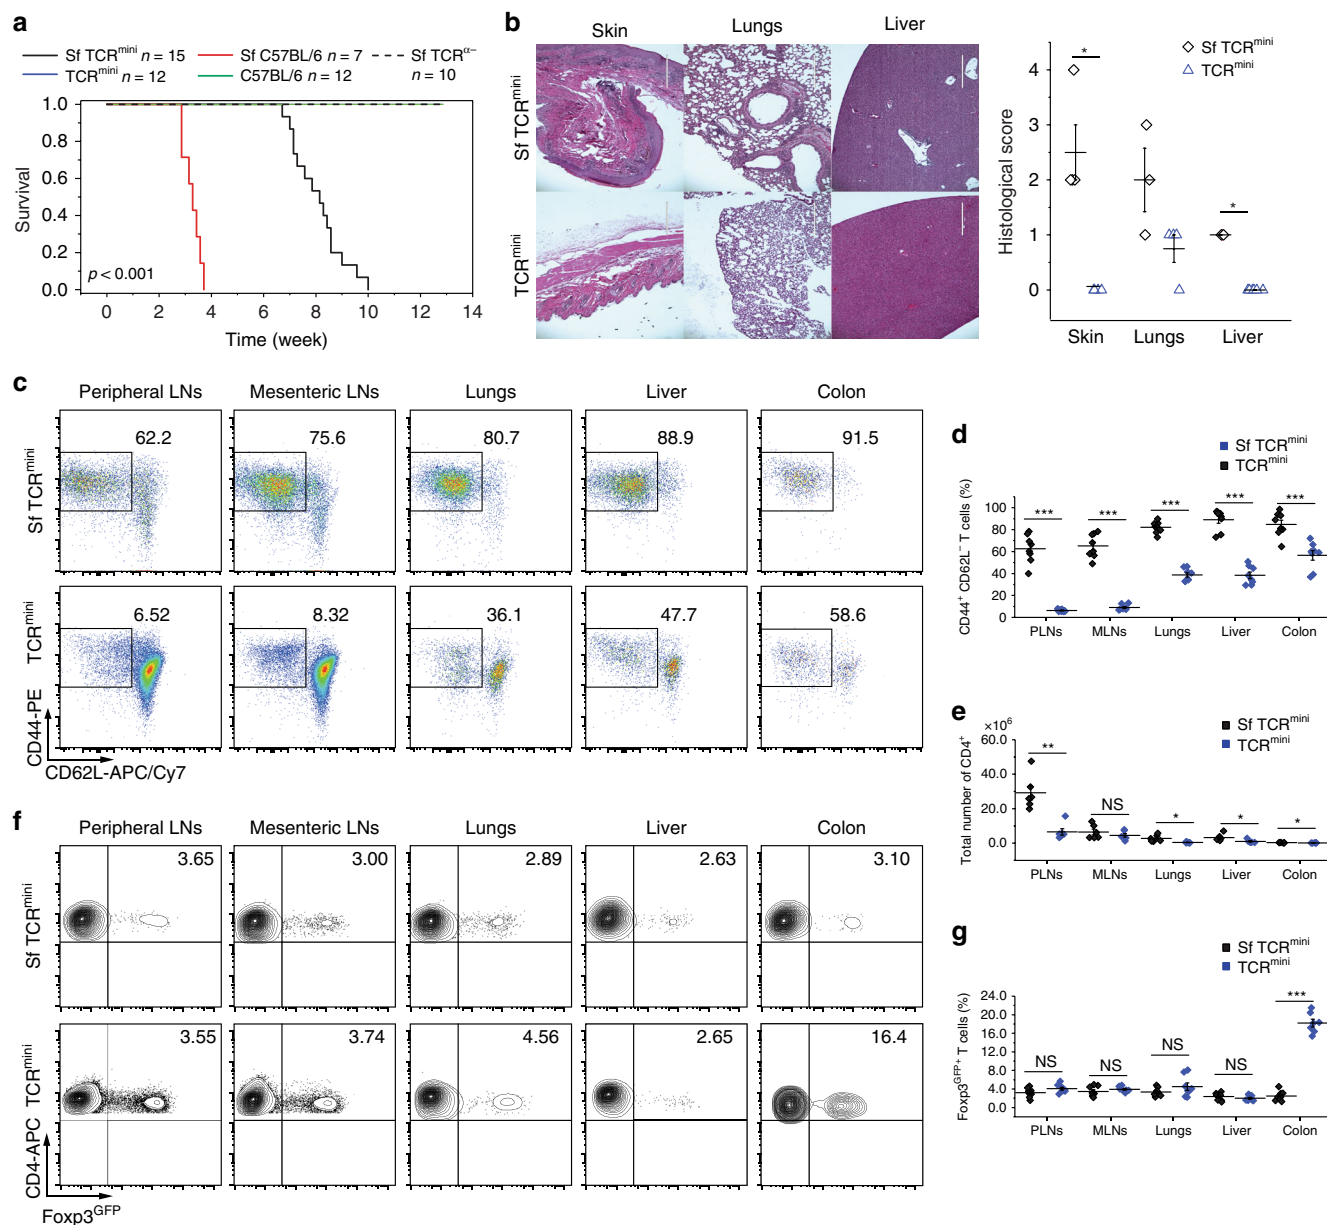 a
Sf TCRmini n = 15
Sf C57BL/6 n = 7
Sf TCRα−
TCRmini n = 12
C57BL/6 n = 12
n = 10
Survival
1.0
0.8
0.6
0.4
0.2
0.0
p < 0.001
0 2 4 6 8 10 12 14
Time (week)
b
Skin Lungs Liver
Sf TCRmini
TCRmini
Sf TCRmini
TCRmini
Histological score
4
3
2
1
0
* *
Skin Lungs Liver
c
Peripheral LNs Mesenteric LNs Lungs Liver Colon
Sf TCRmini
62.2 75.6 80.7 88.9 91.5
TCRmini
6.52 8.32 36.1 47.7 58.6
CD44-PE
CD62L-APC/Cy7
d
Sf TCRmini
TCRmini
CD44+ CD62L− T cells (%)
100
80
60
40
20
0
*** *** *** *** ***
PLNs MLNs Lungs Liver Colon
e
×10⁶
Sf TCRmini
TCRmini
Total number of CD4+
60.0
40.0
20.0
0.0
** NS * * *
PLNs MLNs Lungs Liver Colon
f
Peripheral LNs Mesenteric LNs Lungs Liver Colon
Sf TCRmini
3.65 3.00 2.89 2.63 3.10
TCRmini
3.55 3.74 4.56 2.65 16.4
CD4-APC
Foxp3GFP
g
Sf TCRmini
TCRmini
Foxp3GFP+ T cells (%)
24.0
20.0
16.0
12.0
8.0
4.0
0.0
NS NS NS NS ***
PLNs MLNs Lungs Liver Colon